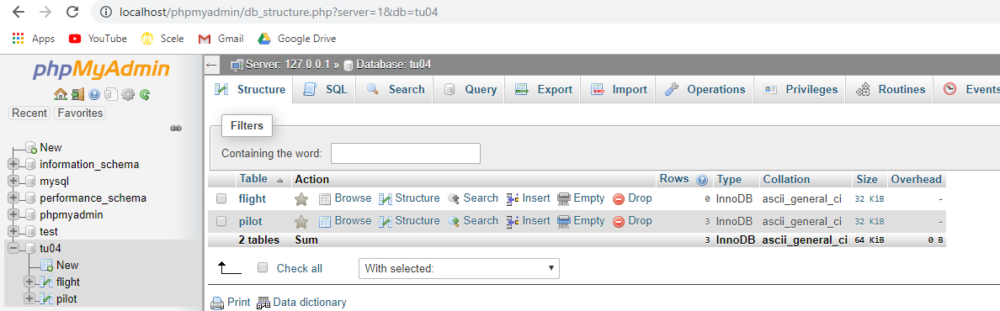 localhost/phpmyadmin/db_structure.php?server=1&db=tu04
Apps YouTube Scele Gmail Google Drive
phpMyAdmin
Recent Favorites
New
information_schema
mysql
performance_schema
phpmyadmin
test
tu04
New
flight
pilot
Server: 127.0.0.1 » Database: tu04
Structure SQL Search Query Export Import Operations Privileges Routines Events
Filters
Containing the word:
Table Action Rows Type Collation Size Overhead
flight Browse Structure Search Insert Empty Drop 0 InnoDB ascii_general_ci 32 KiB -
pilot Browse Structure Search Insert Empty Drop 3 InnoDB ascii_general_ci 32 KiB -
2 tables Sum 3 InnoDB ascii_general_ci 64 KiB 0 B
Check all With selected:
Print Data dictionary